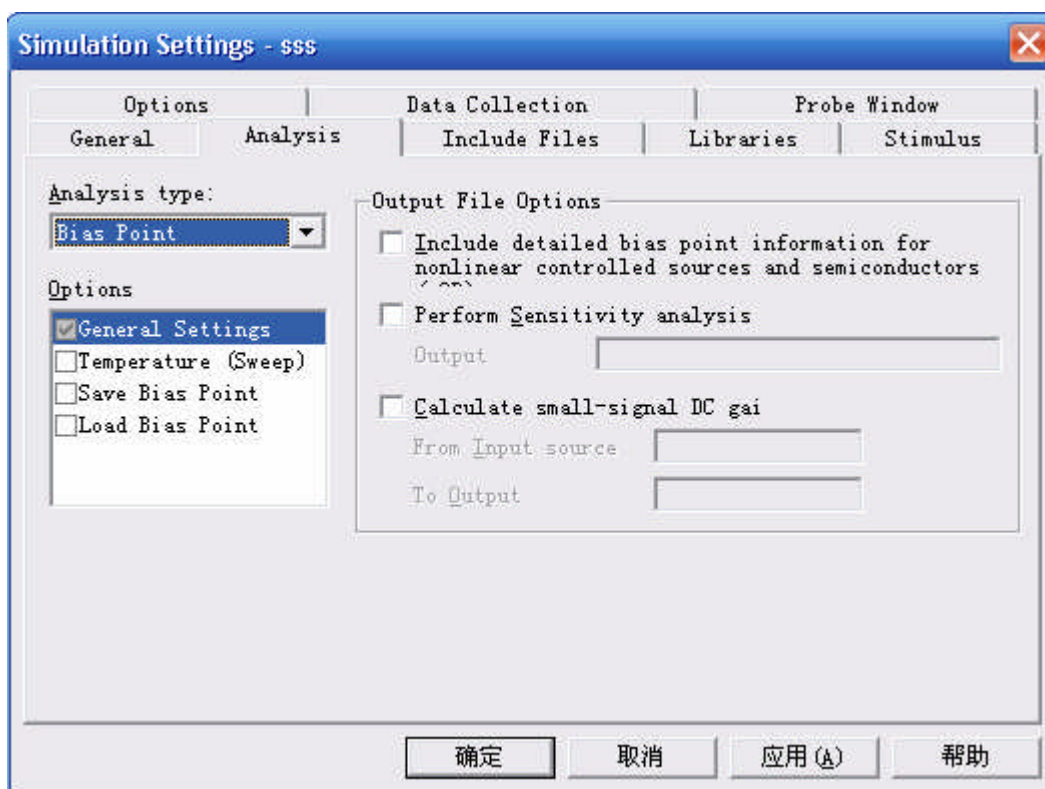 Simulation Settings - sss
Options
Data Collection
Probe Window
General
Analysis
Include Files
Libraries
Stimulus
Analysis type:
Bias Point
Options
General Settings
Temperature (Sweep)
Save Bias Point
Load Bias Point
Output File Options
Include detailed bias point information for
nonlinear controlled sources and semiconductors
Perform Sensitivity analysis
Output
Calculate small-signal DC gai
From Input source
To Output
确定
取消
应用(A)
帮助